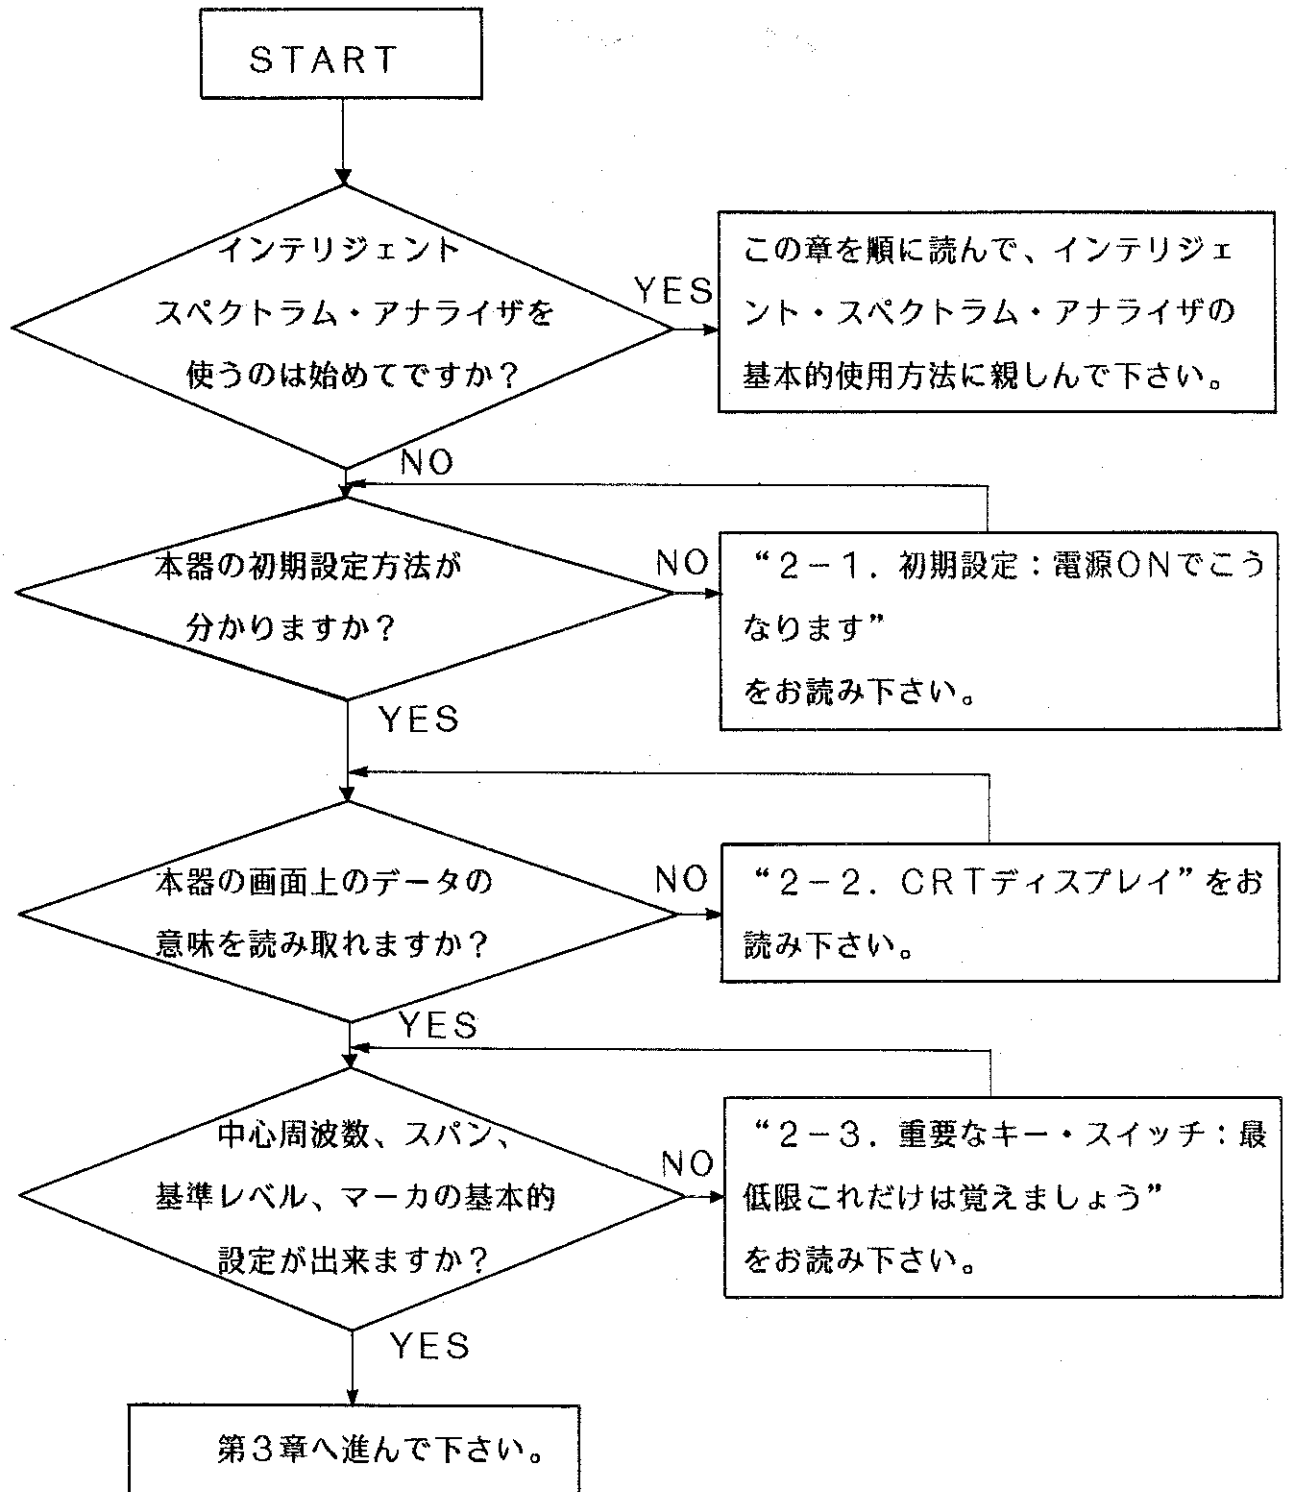 START
インテリジェント
スペクトラム・アナライザを
使うのは始めてですか？
YES
この章を順に読んで、インテリジェ
ント・スペクトラム・アナライザの
基本的使用方法に親しんで下さい。
NO
本器の初期設定方法が
分かりますか？
NO
“２－１．初期設定：電源ＯＮでこう
なります”
をお読み下さい。
YES
本器の画面上のデータの
意味を読み取れますか？
NO
“２－２．ＣＲＴディスプレイ”をお
読み下さい。
YES
中心周波数、スパン、
基準レベル、マーカの基本的
設定が出来ますか？
NO
“２－３．重要なキー・スイッチ：最
低限これだけは覚えましょう”
をお読み下さい。
YES
第３章へ進んで下さい。